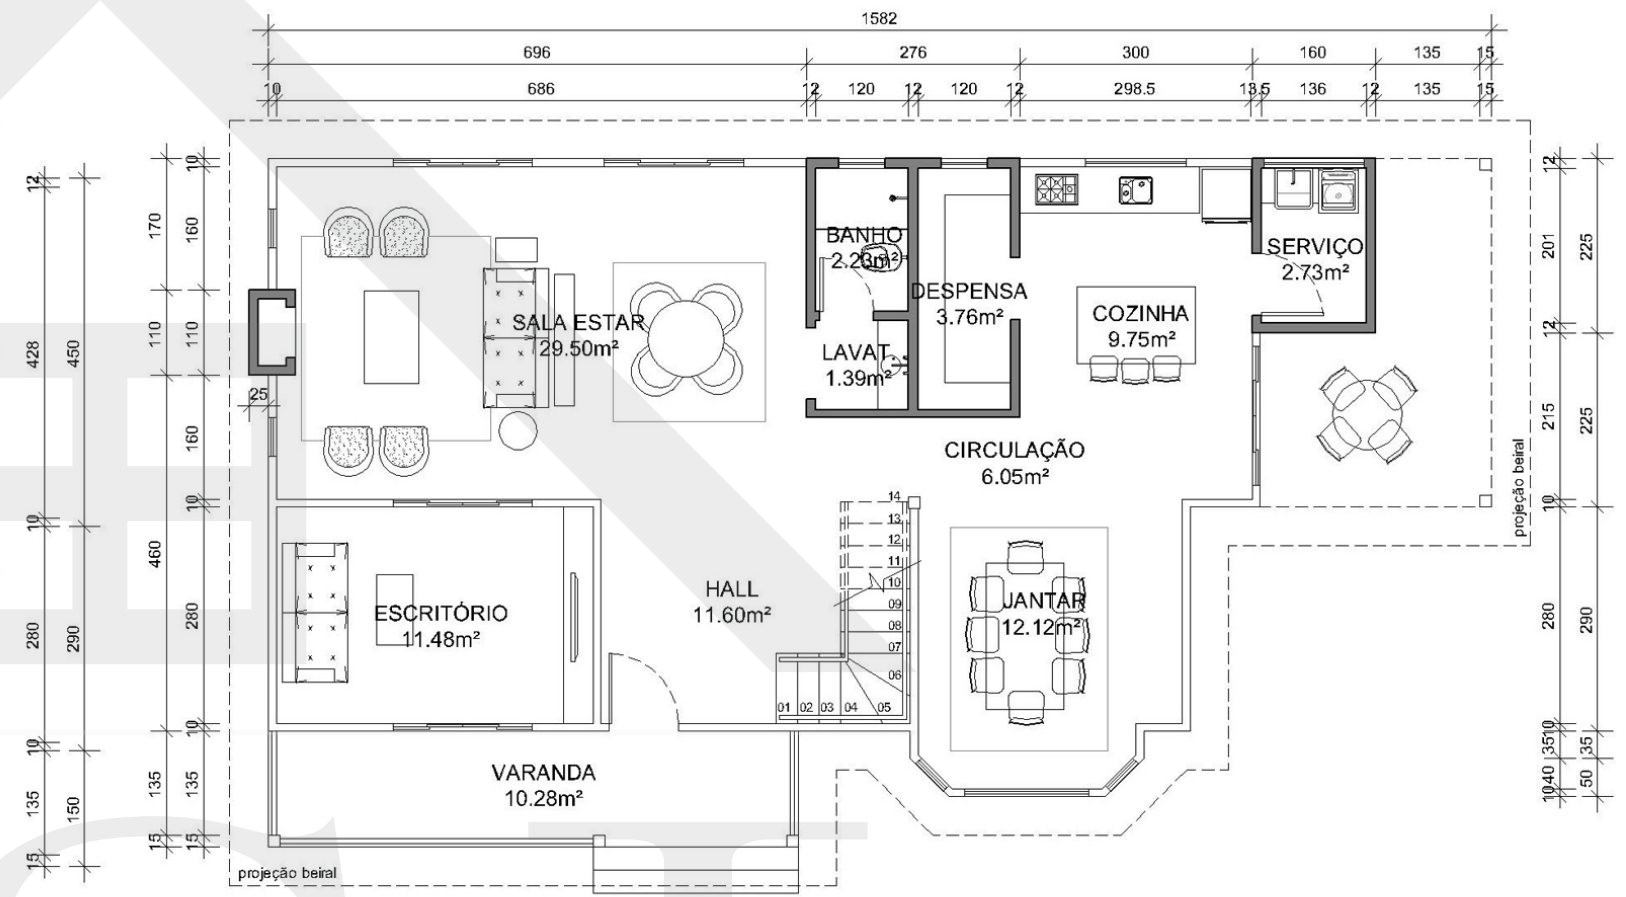 1582
696 276 300 160 135 15
10 686 12 120 12 120 12 298.5 13.5 136 12 135 15
12 428 10 280 10 135 15
450 290 150
170 110 460 135 15
10 160 110 160 10 280 10 135 15
25
12 201 12 215 10 280 10 35 40 10
225 225 290 35 50
BANHO
2.23m²
SERVIÇO
2.73m²
DESPENSA
3.76m²
COZINHA
9.75m²
SALA ESTAR
29.50m²
LAVAT
1.39m²
CIRCULAÇÃO
6.05m²
projeção beiral
14
13
12
11
10
09
08
07
06
01 02 03 04 05
HALL
11.60m²
JANTAR
12.12m²
ESCRITÓRIO
11.48m²
VARANDA
10.28m²
projeção beiral